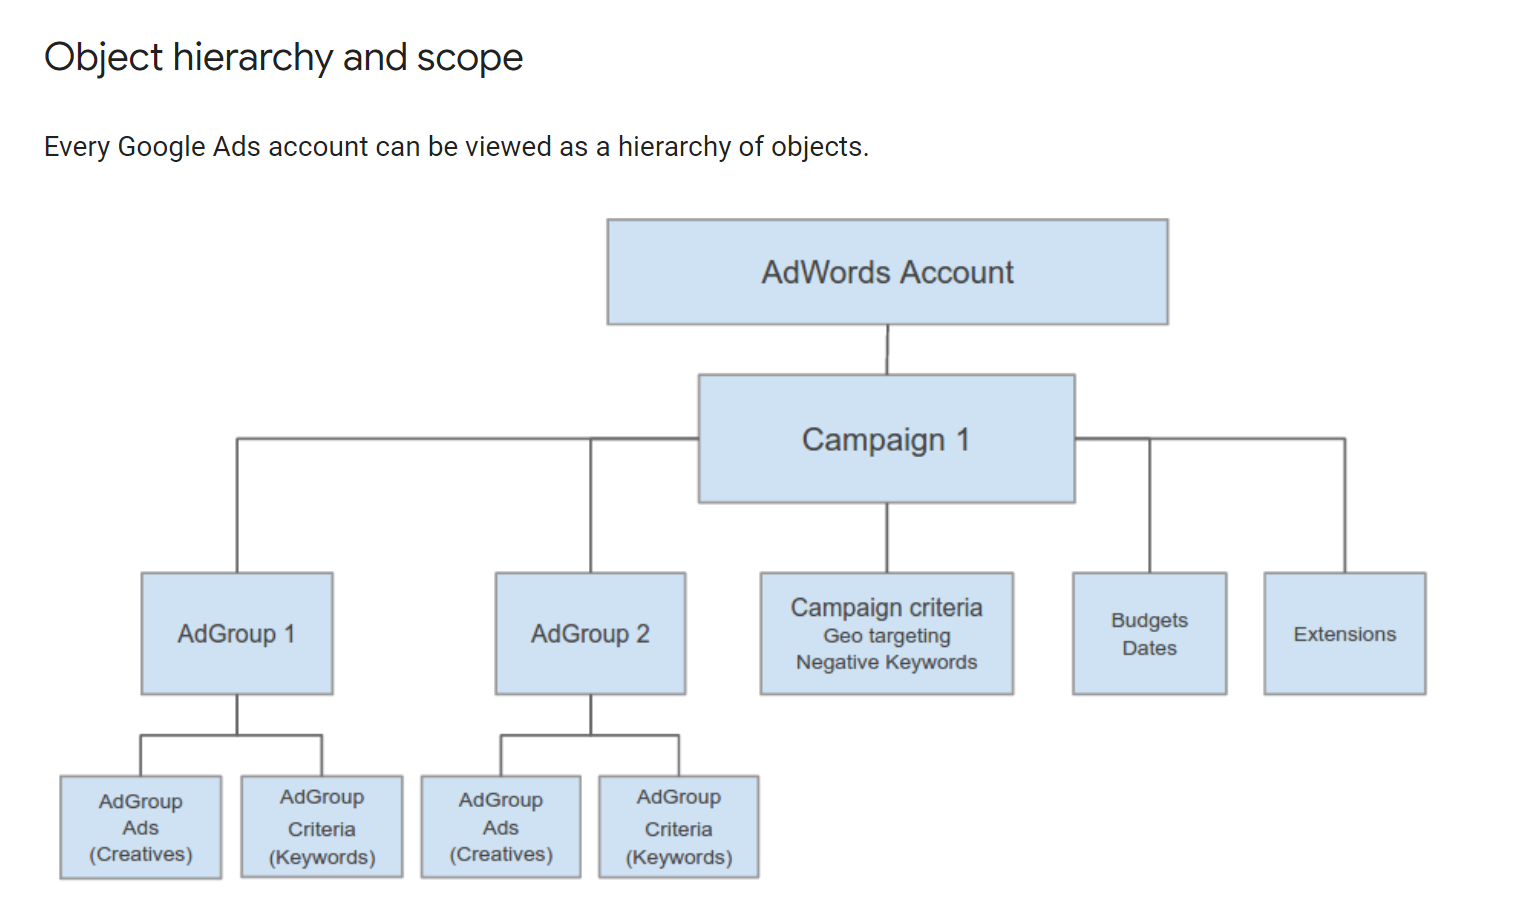 Object hierarchy and scope
Every Google Ads account can be viewed as a hierarchy of objects.
AdWords Account
Campaign 1
AdGroup 1
AdGroup 2
Campaign criteria
Geo targeting
Negative Keywords
Budgets
Dates
Extensions
AdGroup
Ads
(Creatives)
AdGroup
Criteria
(Keywords)
AdGroup
Ads
(Creatives)
AdGroup
Criteria
(Keywords)